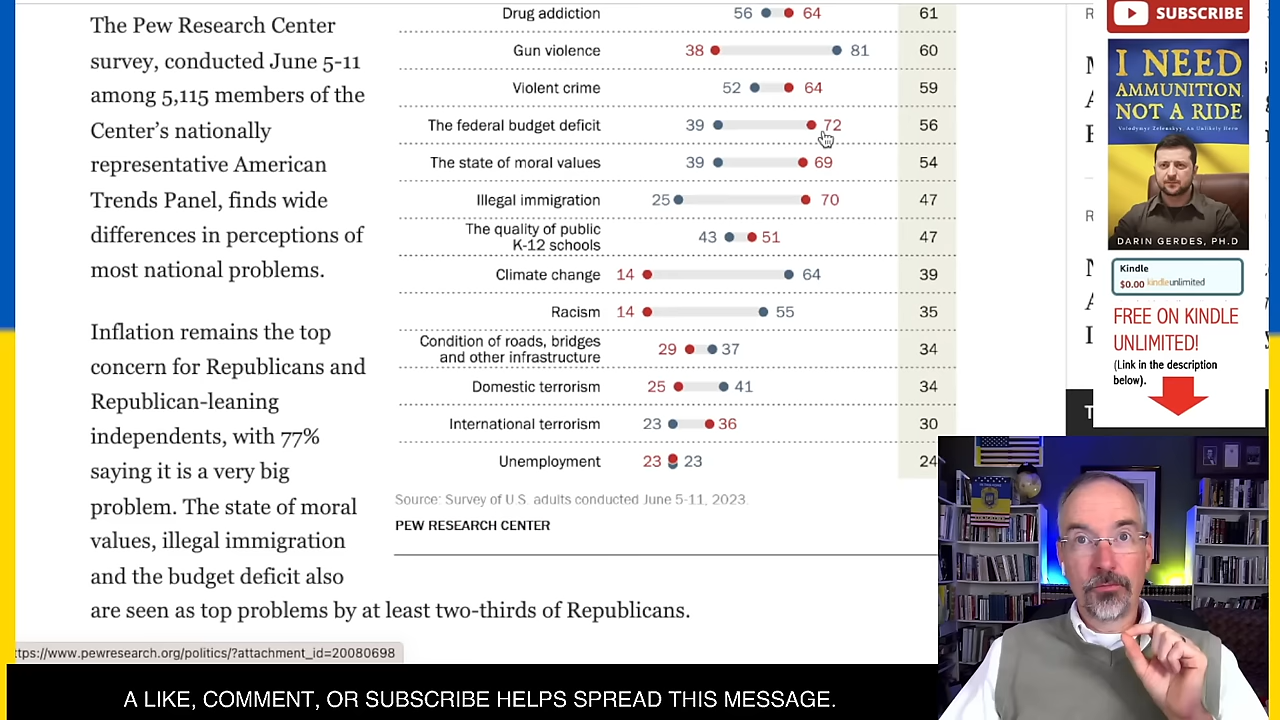 The Pew Research Center
survey, conducted June 5-11
among 5,115 members of the
Center's nationally
representative American
Trends Panel, finds wide
differences in perceptions of
most national problems.
Inflation remains the top
concern for Republicans and
Republican-leaning
independents, with 77%
saying it is a very big
problem. The state of moral
values, illegal immigration
and the budget deficit also
are seen as top problems by at least two-thirds of Republicans.
Drug addiction 56 64 61
Gun violence 38 81 60
Violent crime 52 64 59
The federal budget deficit 39 72 56
The state of moral values 39 69 54
Illegal immigration 25 70 47
The quality of public
K-12 schools 43 51 47
Climate change 14 64 39
Racism 14 55 35
Condition of roads, bridges
and other infrastructure 29 37 34
Domestic terrorism 25 41 34
International terrorism 23 36 30
Unemployment 23 23 24
Source: Survey of U.S. adults conducted June 5-11, 2023.
PEW RESEARCH CENTER
ttps://www.pewresearch.org/politics/?attachment_id=20080698
SUBSCRIBE
I NEED
AMMUNITION,
NOT A RIDE
Volodymyr Zelenskyy, An Unlikely Hero
DARIN GERDES, PH.D
Kindle
$0.00 kindleunlimited
FREE ON KINDLE
UNLIMITED!
(Link in the description
below).
A LIKE, COMMENT, OR SUBSCRIBE HELPS SPREAD THIS MESSAGE.